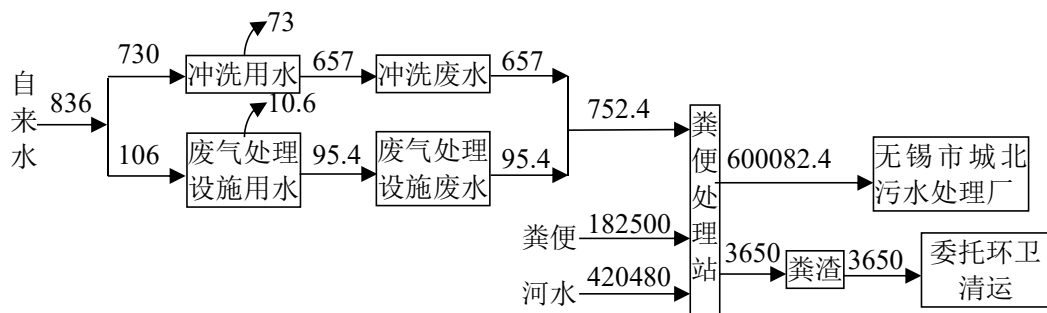 73
730
冲洗用水
657
冲洗废水
657
自来水
836
10.6
752.4
106
废气处理
设施用水
95.4
废气处理
设施废水
95.4
粪便处理站
600082.4
无锡市城北
污水处理厂
粪便
182500
河水
420480
3650
粪渣
3650
委托环卫
清运